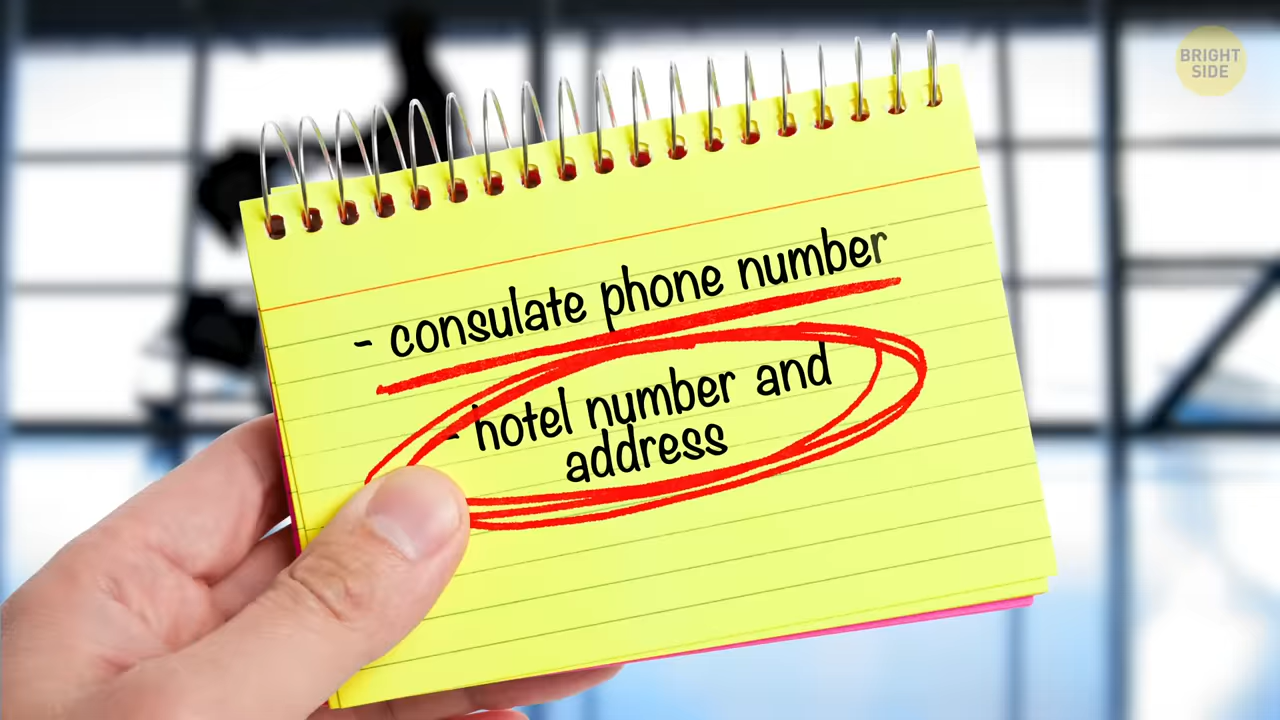 BRIGHT
SIDE
- consulate phone number
- hotel number and
address